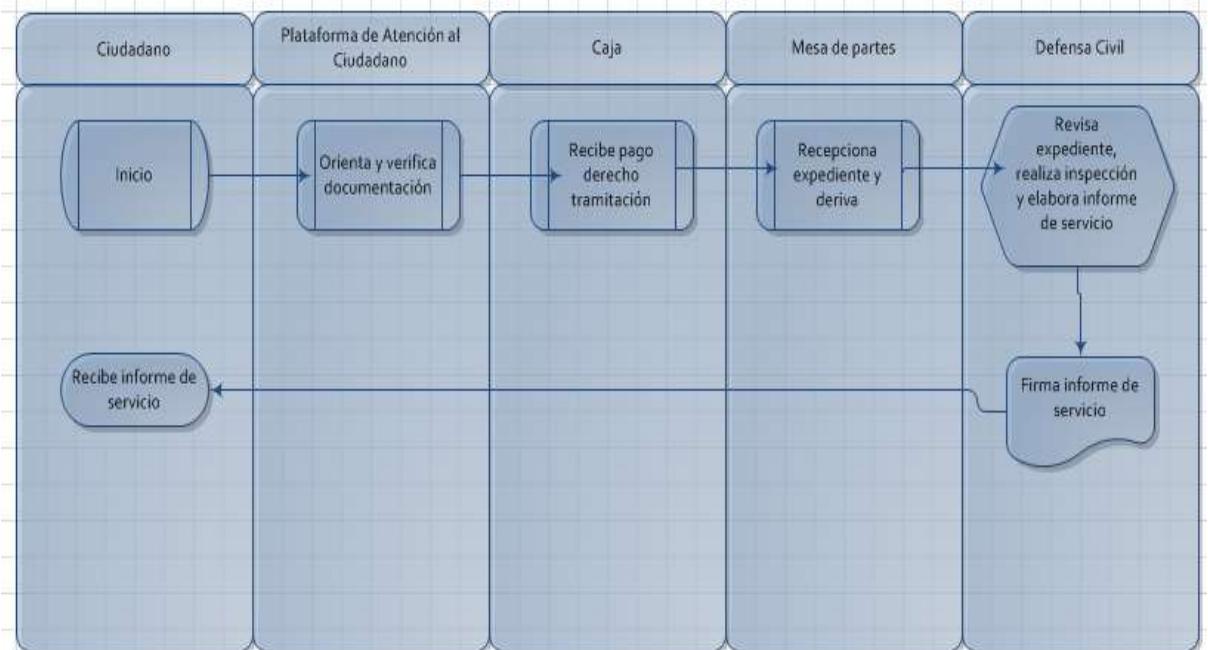 Ciudadano
Plataforma de Atención al
Ciudadano
Caja
Mesa de partes
Defensa Civil
Inicio
Orienta y verifica
documentación
Recibe pago
derecho
tramitación
Recepciona
expediente y
deriva
Revisa
expediente,
realiza inspección
y elabora informe
de servicio
Recibe informe de
servicio
Firma informe de
servicio